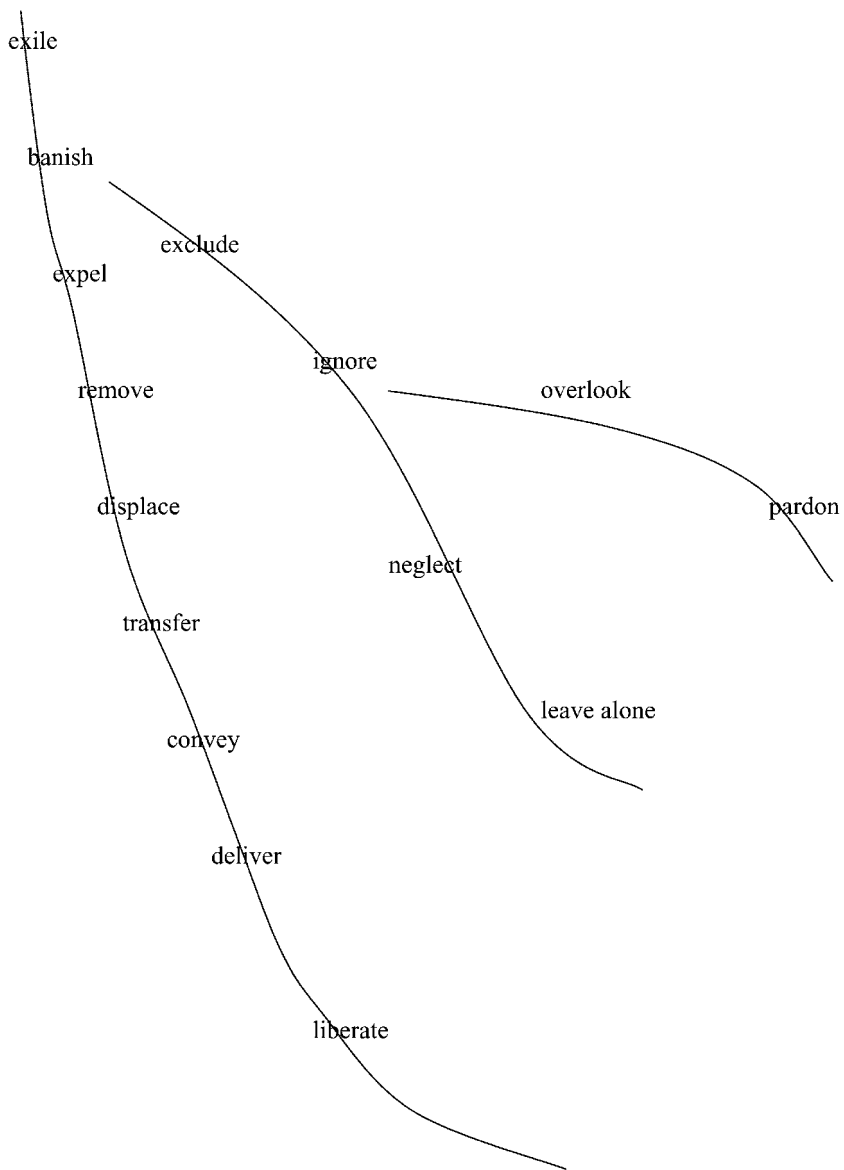 exile
banish
exclude
expel
ignore
remove
overlook
displace
pardon
neglect
transfer
leave alone
convey
deliver
liberate